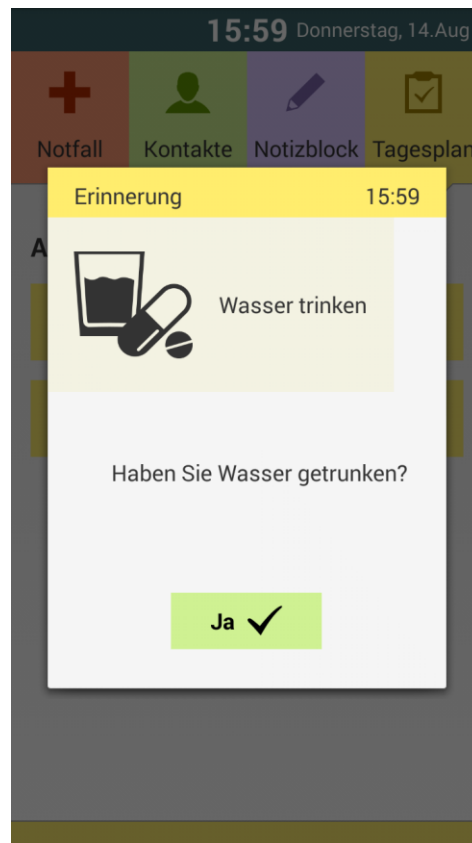 15:59 Donnerstag, 14.Aug
Notfall Kontakte Notizblock Tagesplan
Erinnerung 15:59
A
Wasser trinken
Haben Sie Wasser getrunken?
Ja